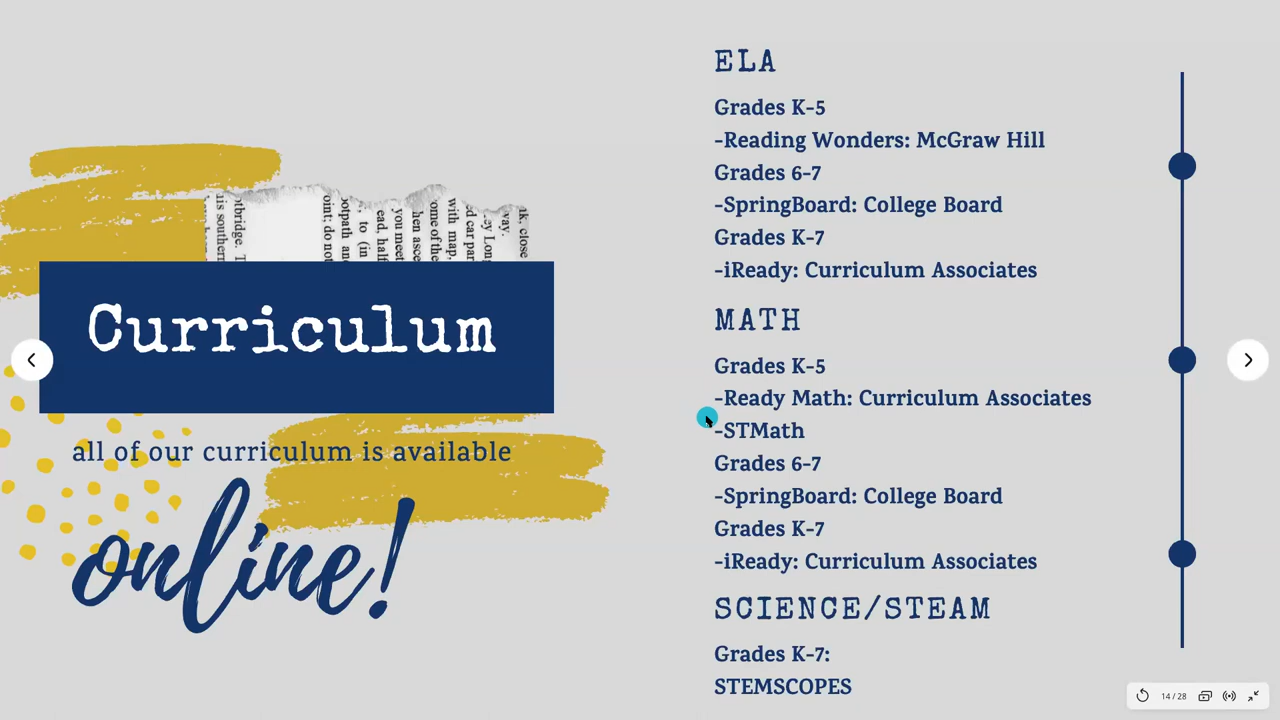 Curriculum
all of our curriculum is available
online!
ELA
Grades K-5
-Reading Wonders: McGraw Hill
Grades 6-7
-SpringBoard: College Board
Grades K-7
-iReady: Curriculum Associates
MATH
Grades K-5
-Ready Math: Curriculum Associates
-STMath
Grades 6-7
-SpringBoard: College Board
Grades K-7
-iReady: Curriculum Associates
SCIENCE/STEAM
Grades K-7:
STEMSCOPES
14 / 28